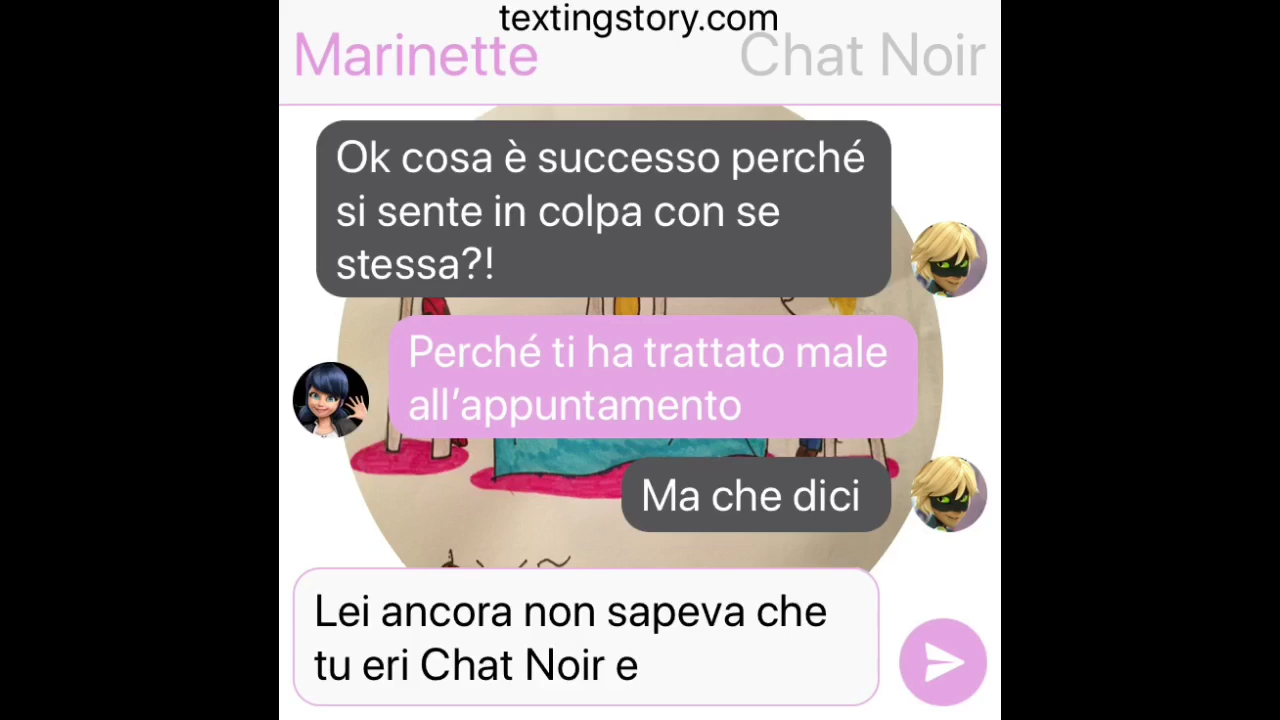 textingstory.com
Marinette
Chat Noir
Ok cosa è successo perché
si sente in colpa con se
stessa?!
Perché ti ha trattato male
all’appuntamento
Ma che dici
Lei ancora non sapeva che
tu eri Chat Noir e